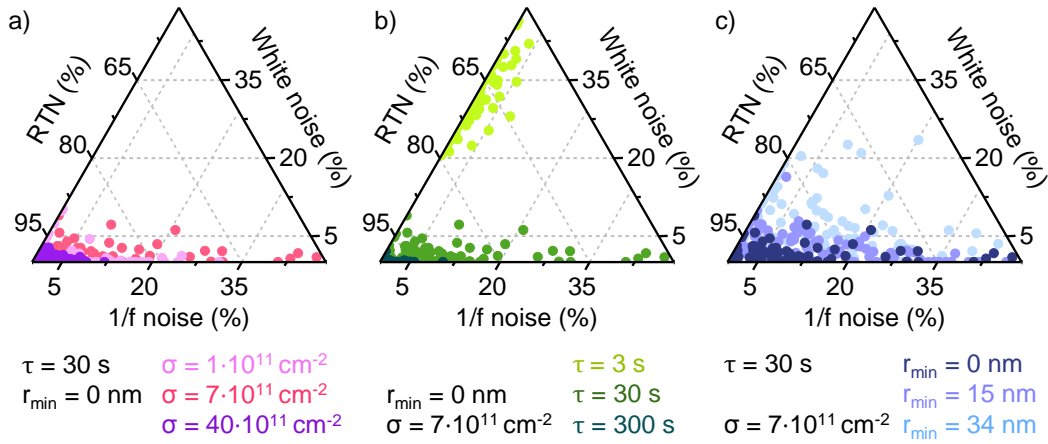 a)
RTN (%)
65
80
95
White noise (%)
35
20
5
5
20
35
1/f noise (%)
τ = 30 s
r_min = 0 nm
σ = 1·10¹¹ cm⁻²
σ = 7·10¹¹ cm⁻²
σ = 40·10¹¹ cm⁻²
b)
RTN (%)
65
80
95
White noise (%)
35
20
5
5
20
35
1/f noise (%)
r_min = 0 nm
σ = 7·10¹¹ cm⁻²
τ = 3 s
τ = 30 s
τ = 300 s
c)
RTN (%)
65
80
95
White noise (%)
35
20
5
5
20
35
1/f noise (%)
τ = 30 s
σ = 7·10¹¹ cm⁻²
r_min = 0 nm
r_min = 15 nm
r_min = 34 nm